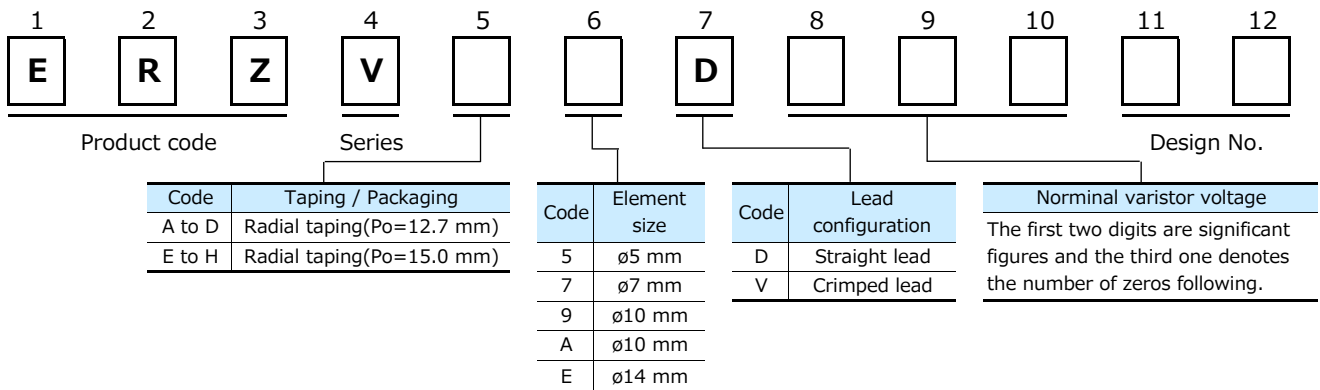 1 2 3 4 5 6 7 8 9 10 11 12
E R Z V D
Product code Series Design No.
Code Taping / Packaging
A to D Radial taping(Po=12.7 mm)
E to H Radial taping(Po=15.0 mm)
Code Element size
5 ø5 mm
7 ø7 mm
9 ø10 mm
A ø10 mm
E ø14 mm
Code Lead configuration
D Straight lead
V Crimped lead
Norminal varistor voltage
The first two digits are significant
figures and the third one denotes
the number of zeros following.